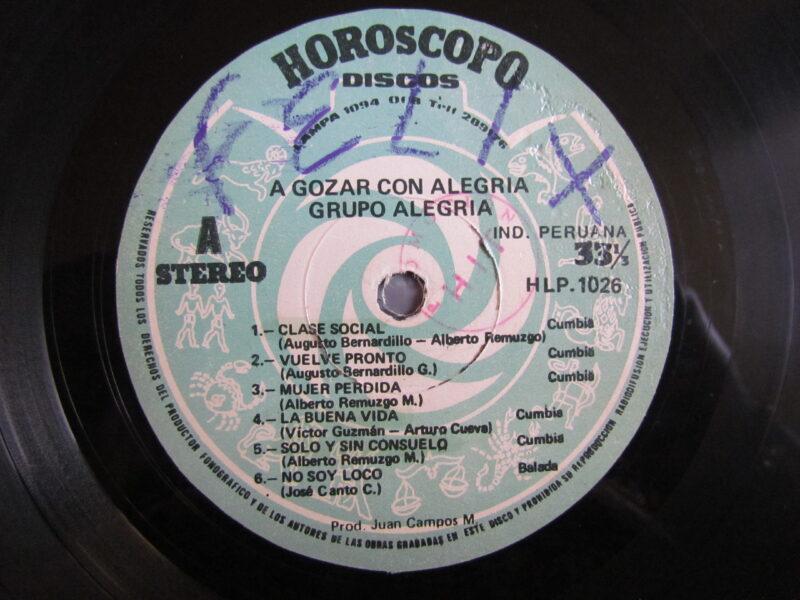 HOROSCOPO
DISCOS
LAMPA 1094
FELIX
A GOZAR CON ALEGRIA
GRUPO ALEGRIA
A
STEREO
IND. PERUANA
33⅓
HLP.1026
1.– CLASE SOCIAL Cumbia
(Augusto Bernardillo – Alberto Remuzgo)
2.– VUELVE PRONTO Cumbia
(Augusto Bernardillo G.)
3.– MUJER PERDIDA Cumbia
(Alberto Remuzgo M.)
4.– LA BUENA VIDA Cumbia
(Víctor Guzmán – Arturo Cueva)
5.– SOLO Y SIN CONSUELO Cumbia
(Alberto Remuzgo M.)
6.– NO SOY LOCO Balada
(José Canto C.)
Prod. Juan Campos M.
RESERVADOS TODOS LOS DERECHOS DEL PRODUCTOR FONOGRAFICO Y DE LOS AUTORES DE LAS OBRAS GRABADAS EN ESTE DISCO Y PROHIBIDA SU REPRODUCCION RADIODIFUSION EJECUCION Y UTILIZACION PUBLICA